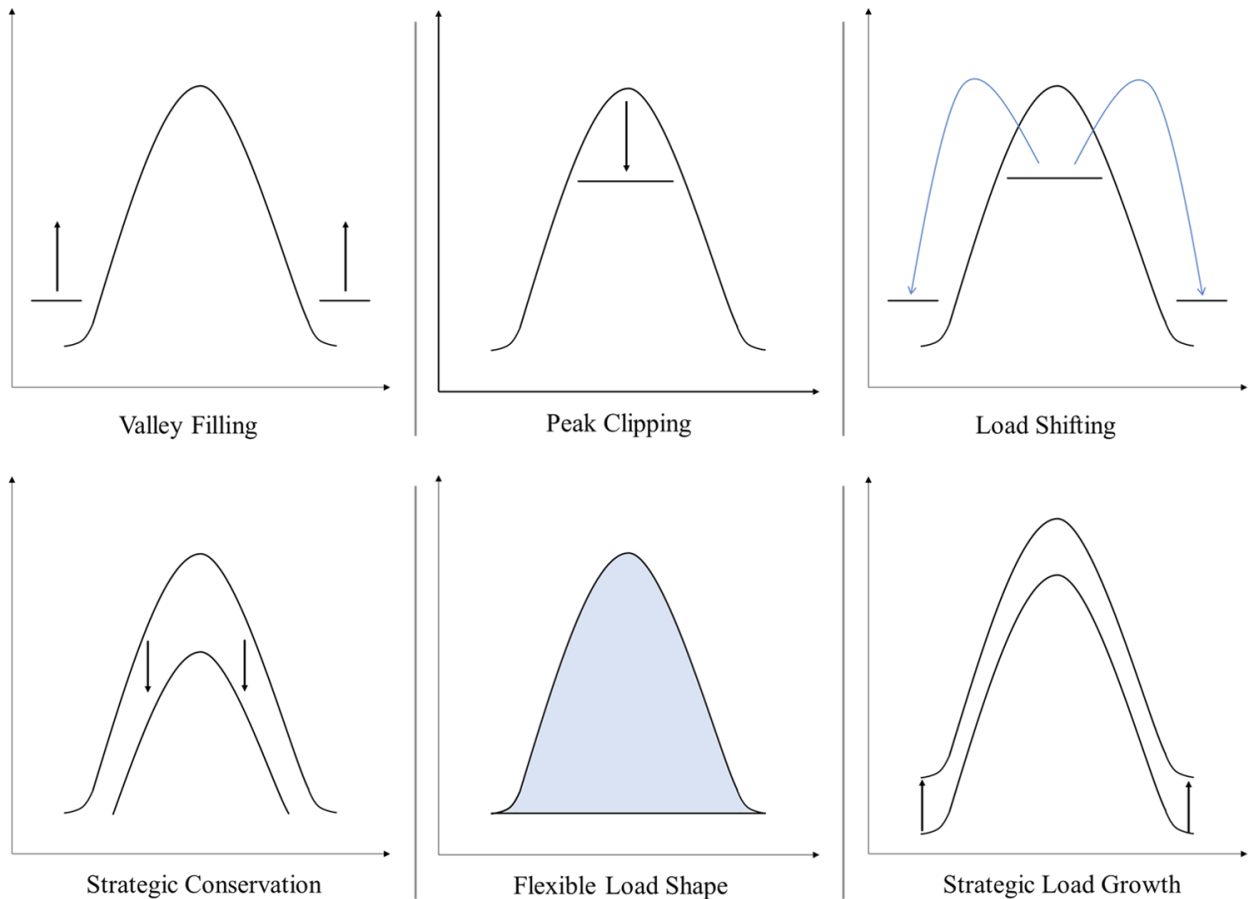 Valley Filling
Peak Clipping
Load Shifting
Strategic Conservation
Flexible Load Shape
Strategic Load Growth